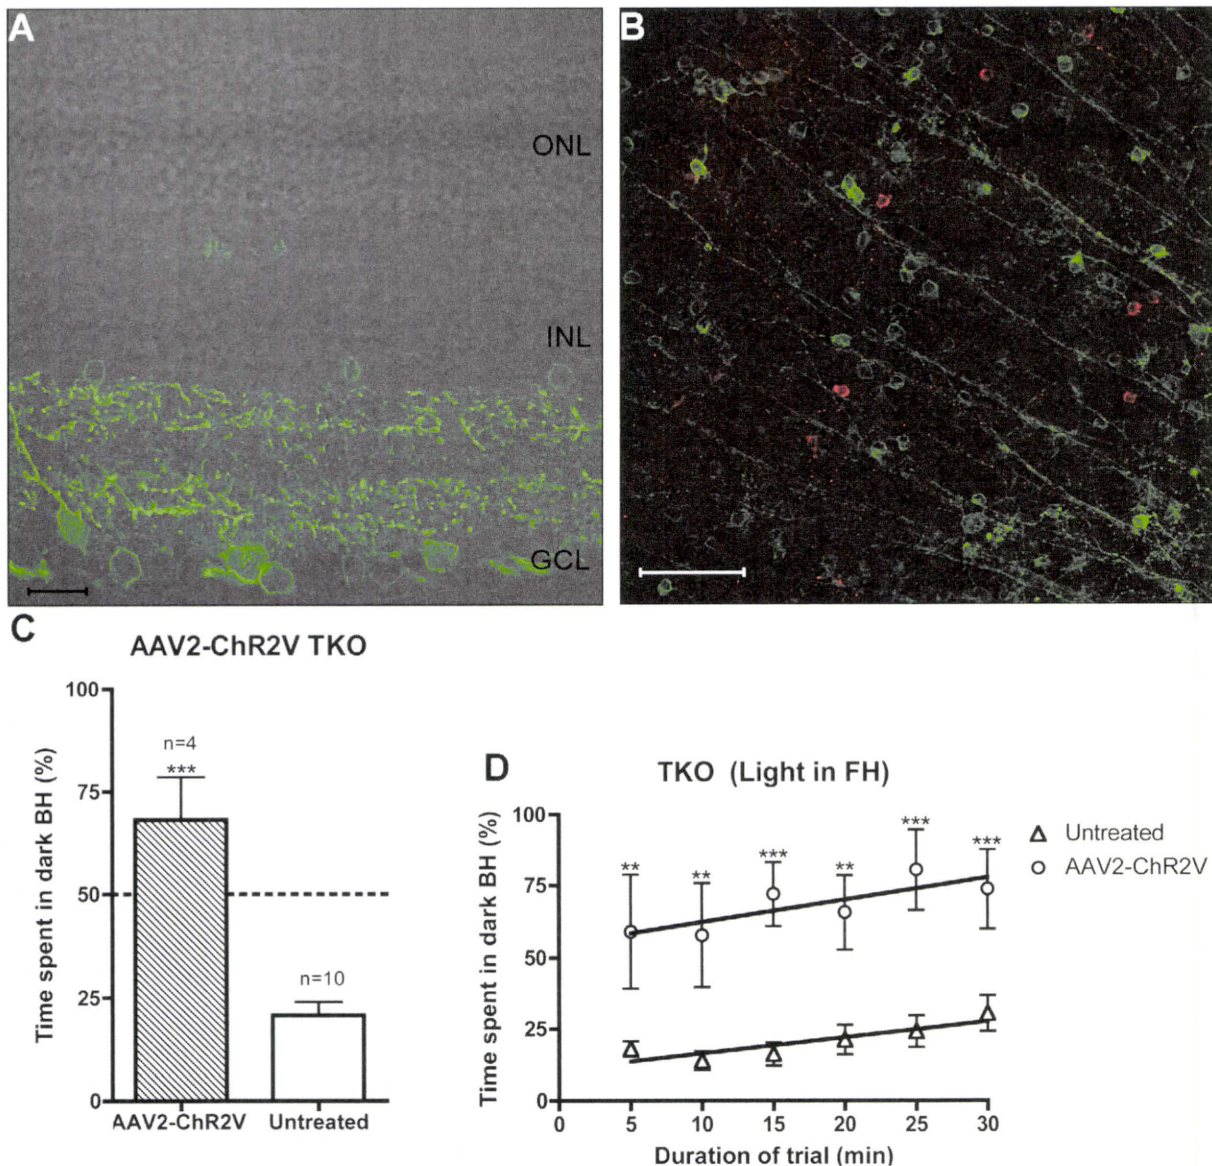 A
ONL
INL
GCL
B
C
AAV2-ChR2V TKO
Time spent in dark BH (%)
100
75
50
25
0
n=4
***
n=10
AAV2-ChR2V
Untreated
D
TKO (Light in FH)
Time spent in dark BH (%)
100
75
50
25
0
**
**
***
**
***
***
Untreated
AAV2-ChR2V
0
5
10
15
20
25
30
Duration of trial (min)